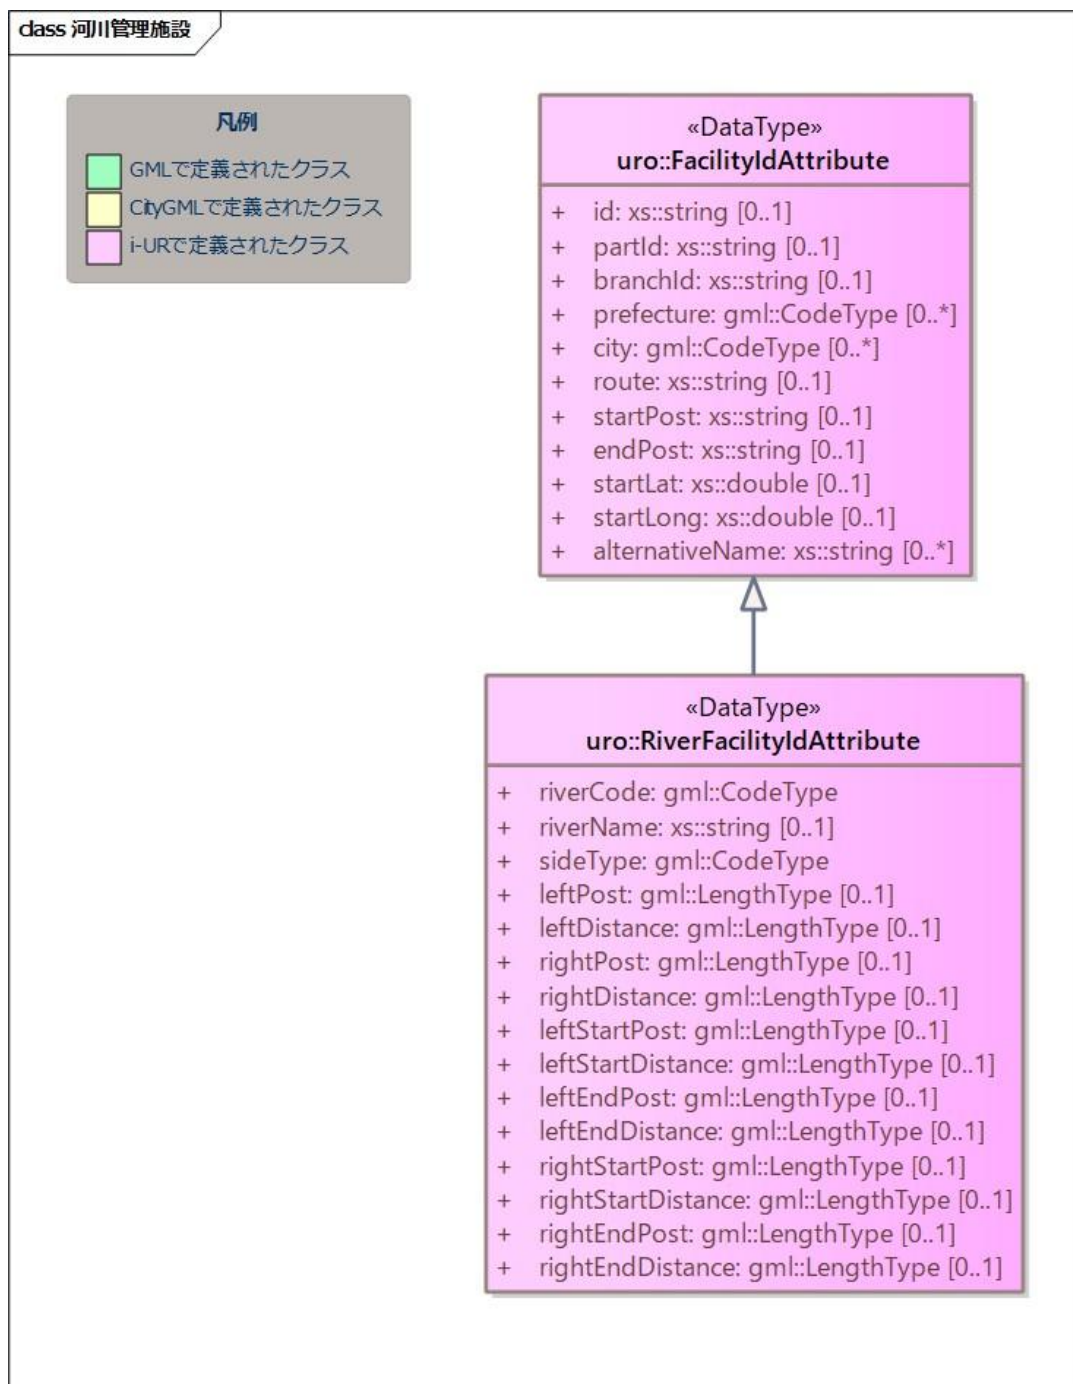 class 河川管理施設
凡例
GMLで定義されたクラス
CityGMLで定義されたクラス
i-URで定義されたクラス
«DataType»
uro::FacilityIdAttribute
+ id: xs::string [0..1]
+ partId: xs::string [0..1]
+ branchId: xs::string [0..1]
+ prefecture: gml::CodeType [0..*]
+ city: gml::CodeType [0..*]
+ route: xs::string [0..1]
+ startPost: xs::string [0..1]
+ endPost: xs::string [0..1]
+ startLat: xs::double [0..1]
+ startLong: xs::double [0..1]
+ alternativeName: xs::string [0..*]
«DataType»
uro::RiverFacilityIdAttribute
+ riverCode: gml::CodeType
+ riverName: xs::string [0..1]
+ sideType: gml::CodeType
+ leftPost: gml::LengthType [0..1]
+ leftDistance: gml::LengthType [0..1]
+ rightPost: gml::LengthType [0..1]
+ rightDistance: gml::LengthType [0..1]
+ leftStartPost: gml::LengthType [0..1]
+ leftStartDistance: gml::LengthType [0..1]
+ leftEndPost: gml::LengthType [0..1]
+ leftEndDistance: gml::LengthType [0..1]
+ rightStartPost: gml::LengthType [0..1]
+ rightStartDistance: gml::LengthType [0..1]
+ rightEndPost: gml::LengthType [0..1]
+ rightEndDistance: gml::LengthType [0..1]